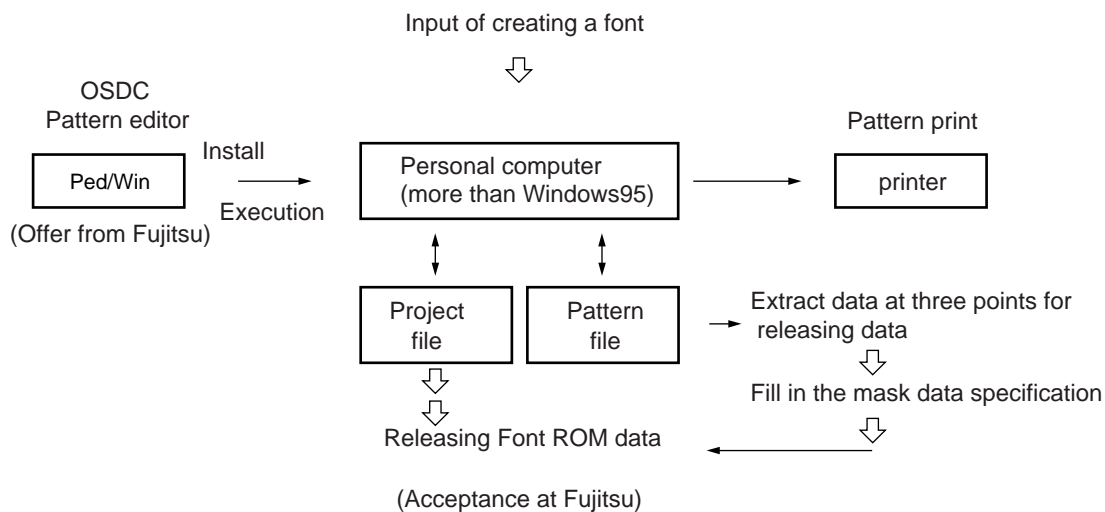 Input of creating a font
OSDC
Pattern editor
Install
Ped/Win
Execution
(Offer from Fujitsu)
Personal computer
(more than Windows95)
Pattern print
printer
Project
file
Pattern
file
Extract data at three points for
releasing data
Fill in the mask data specification
Releasing Font ROM data
(Acceptance at Fujitsu)